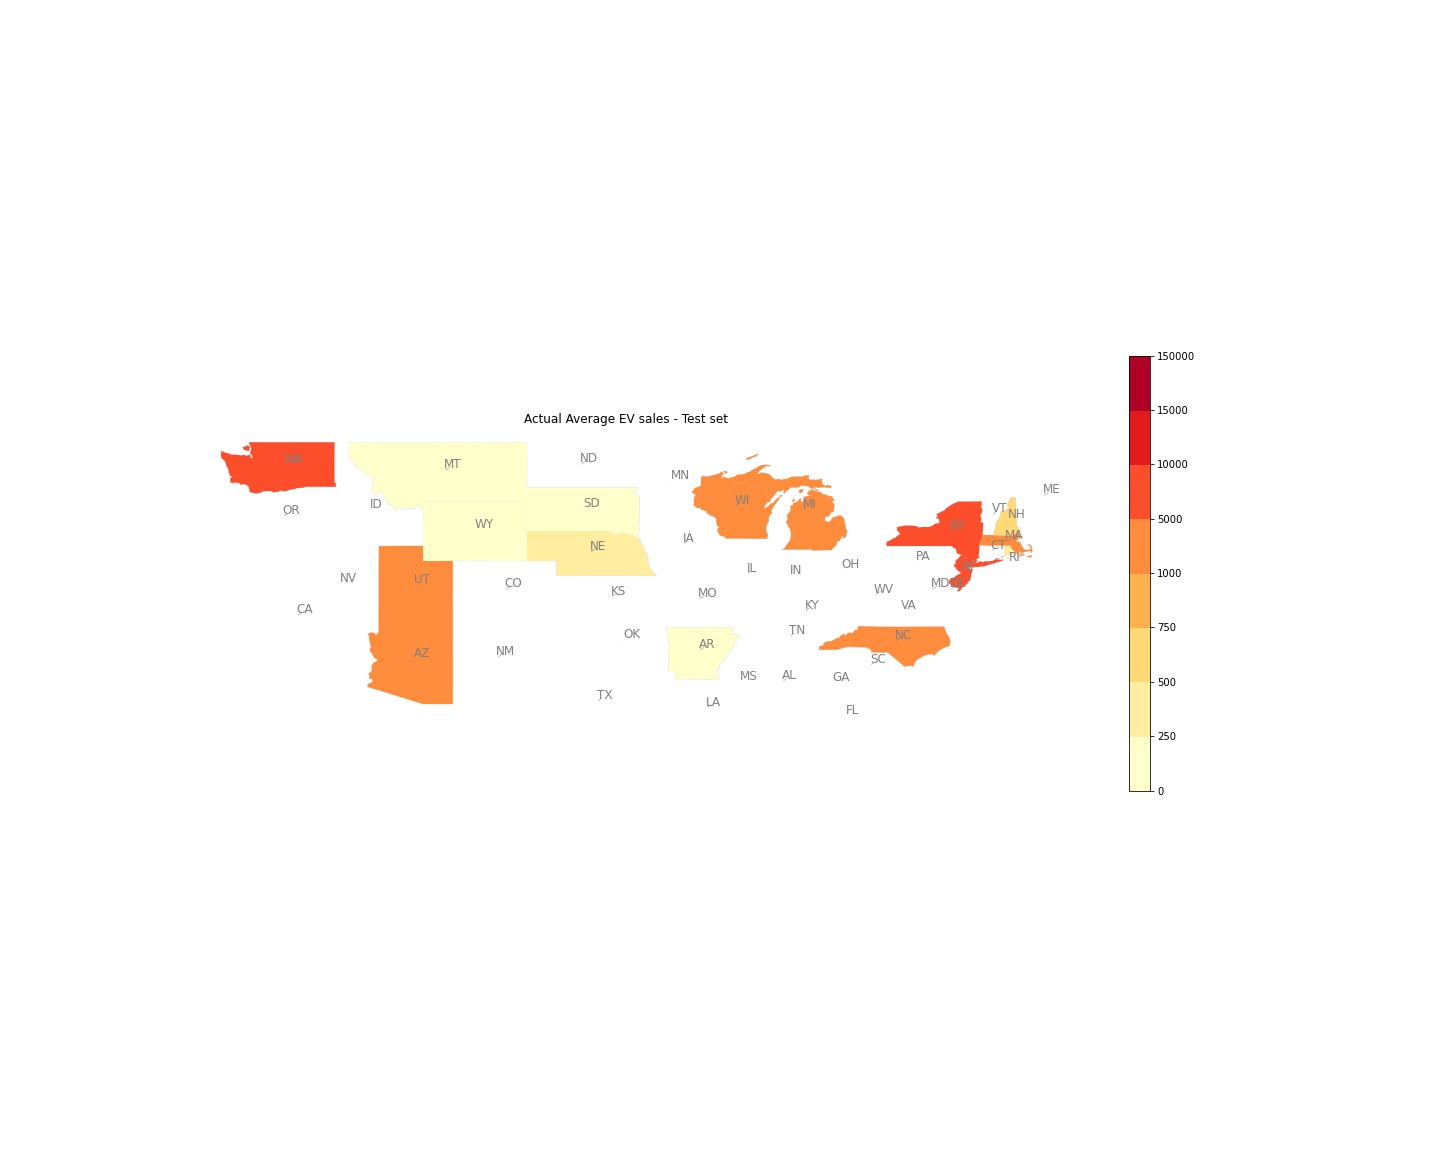 Actual Average EV sales - Test set
WA
MT
ND
MN
ME
OR
ID
WY
SD
WI
MI
VT
NH
NY
MA
IA
NE
CT
RI
PA
NV
UT
CO
KS
MO
IL
IN
OH
WV
MD
VA
CA
KY
TN
OK
AR
NC
AZ
NM
SC
TX
LA
MS
AL
GA
FL
150000
15000
10000
5000
1000
750
500
250
0